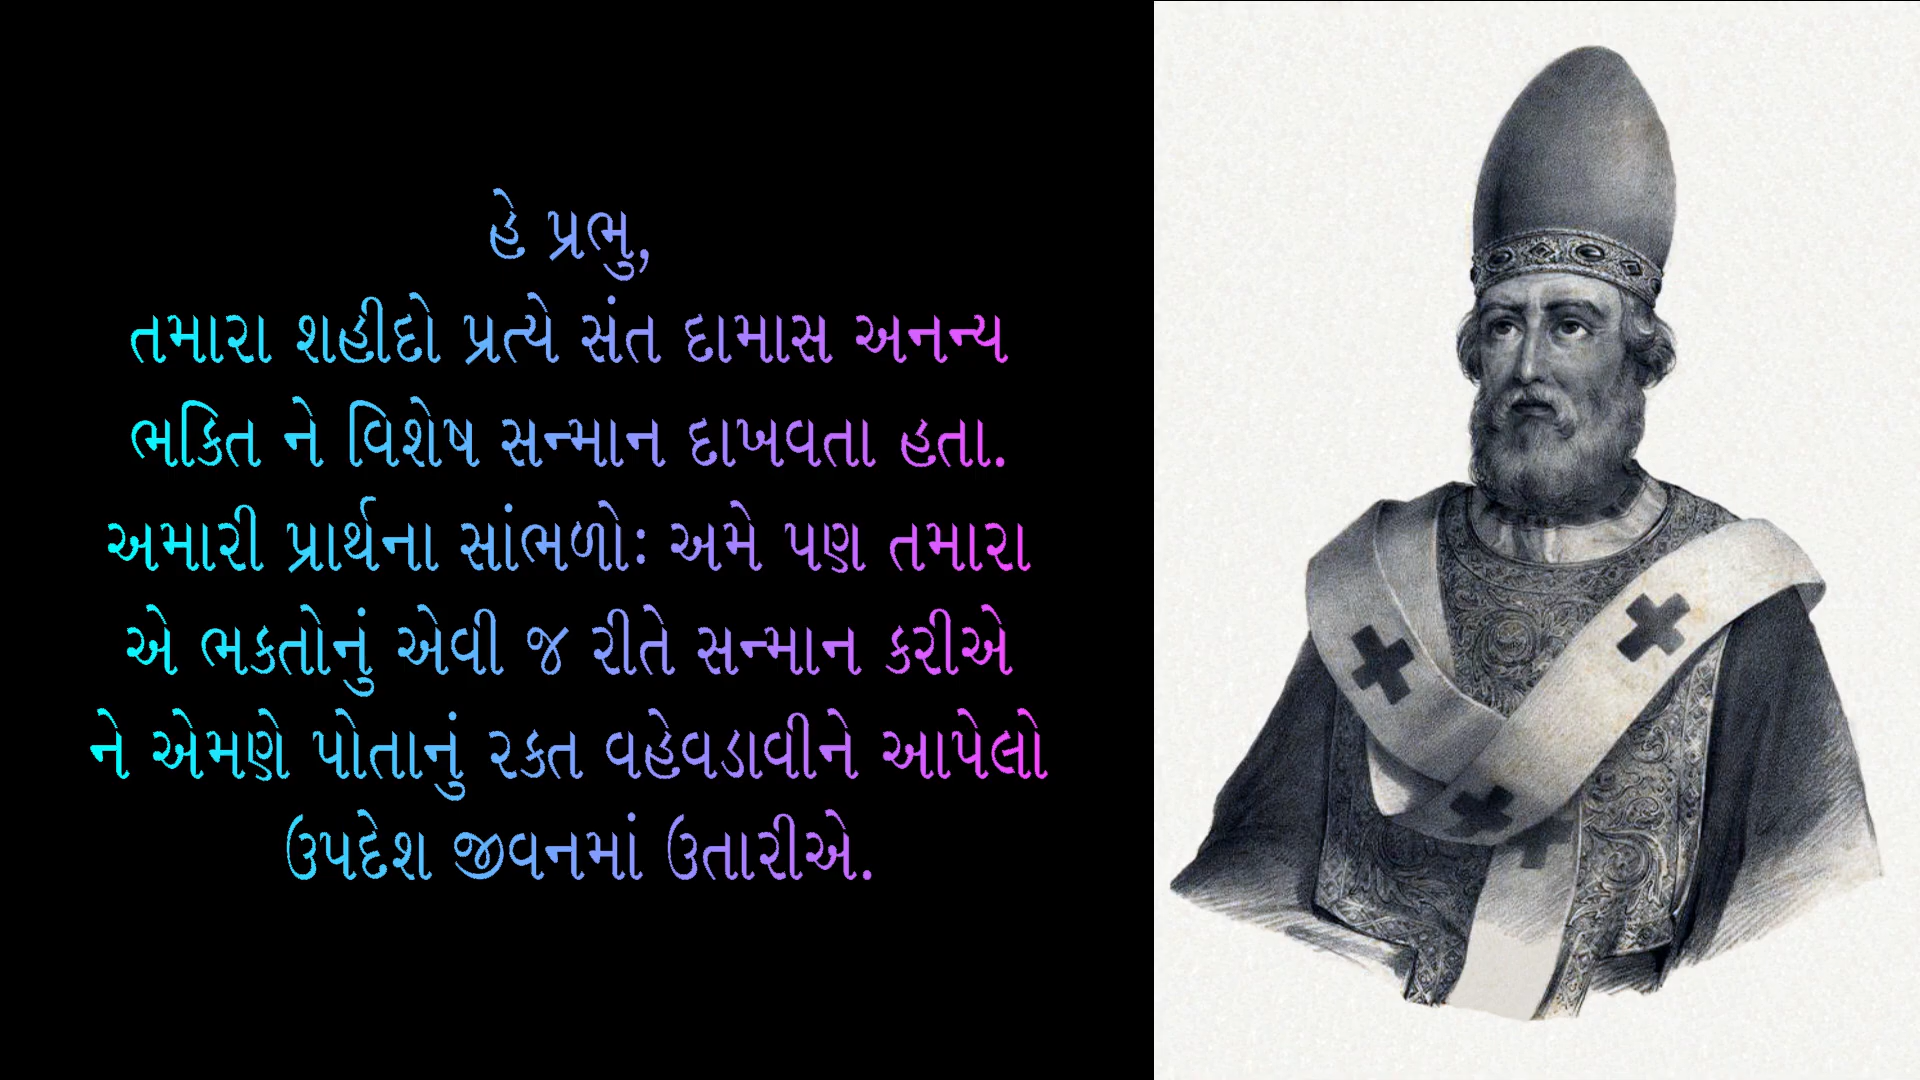 હે પ્રભુ,
તમારા શહીદો પ્રત્યે સંત દામાસ અનન્ય
ભકિત ને વિશેષ સન્માન દાખવતા હતા.
અમારી પ્રાર્થના સાંભળો: અમે પણ તમારા
એ ભકતોનું એવી જ રીતે સન્માન કરીએ
ને એમણે પોતાનું રકત વહેવડાવીને આપેલો
ઉપદેશ જીવનમાં ઉતારીએ.